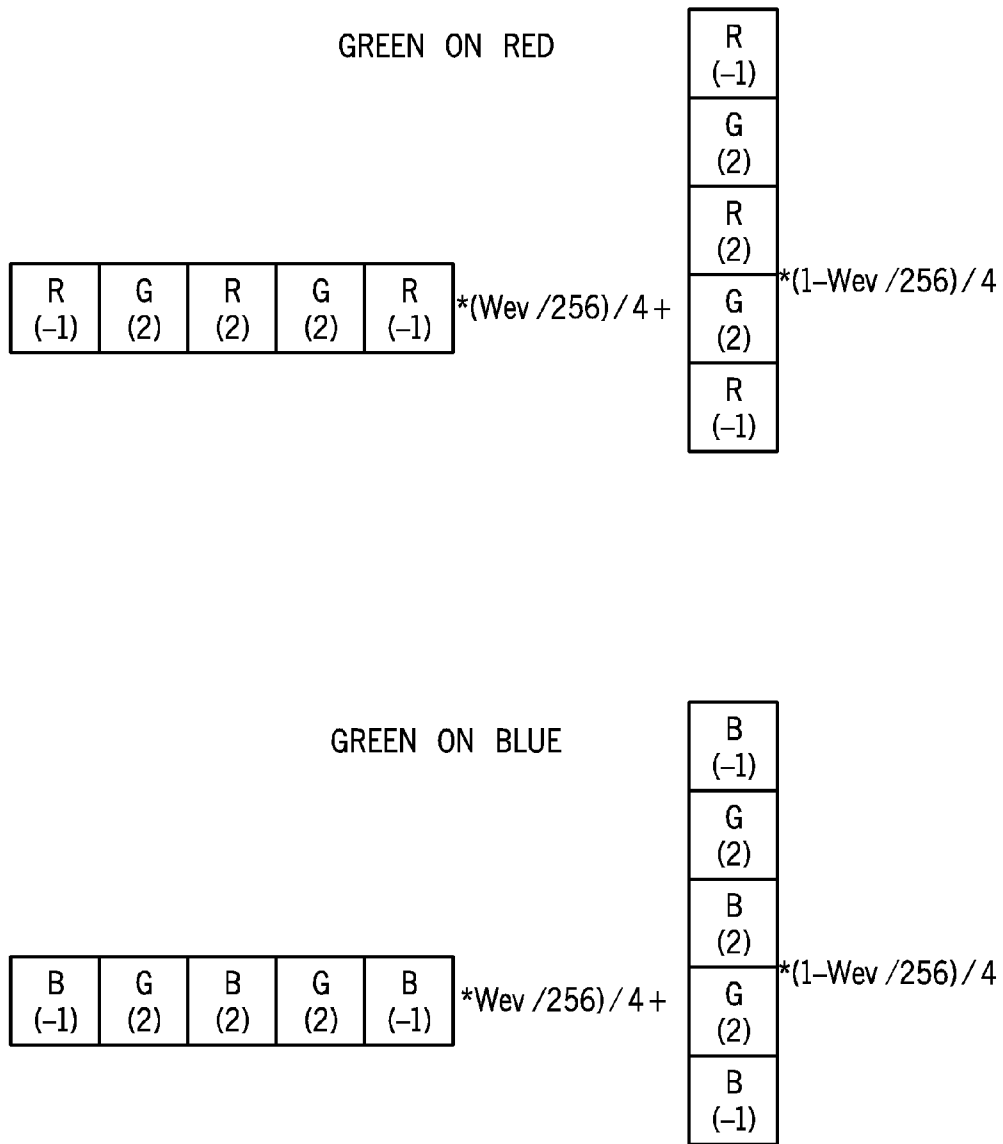 GREEN ON RED
R
(–1)
G
(2)
R
(2)
G
(2)
R
(–1)
R G R G R
(–1) (2) (2) (2) (–1)
*(Wev /256)/4+
*(1–Wev /256)/4
GREEN ON BLUE
B
(–1)
G
(2)
B
(2)
G
(2)
B
(–1)
B G B G B
(–1) (2) (2) (2) (–1)
*Wev /256)/4+
*(1–Wev /256)/4